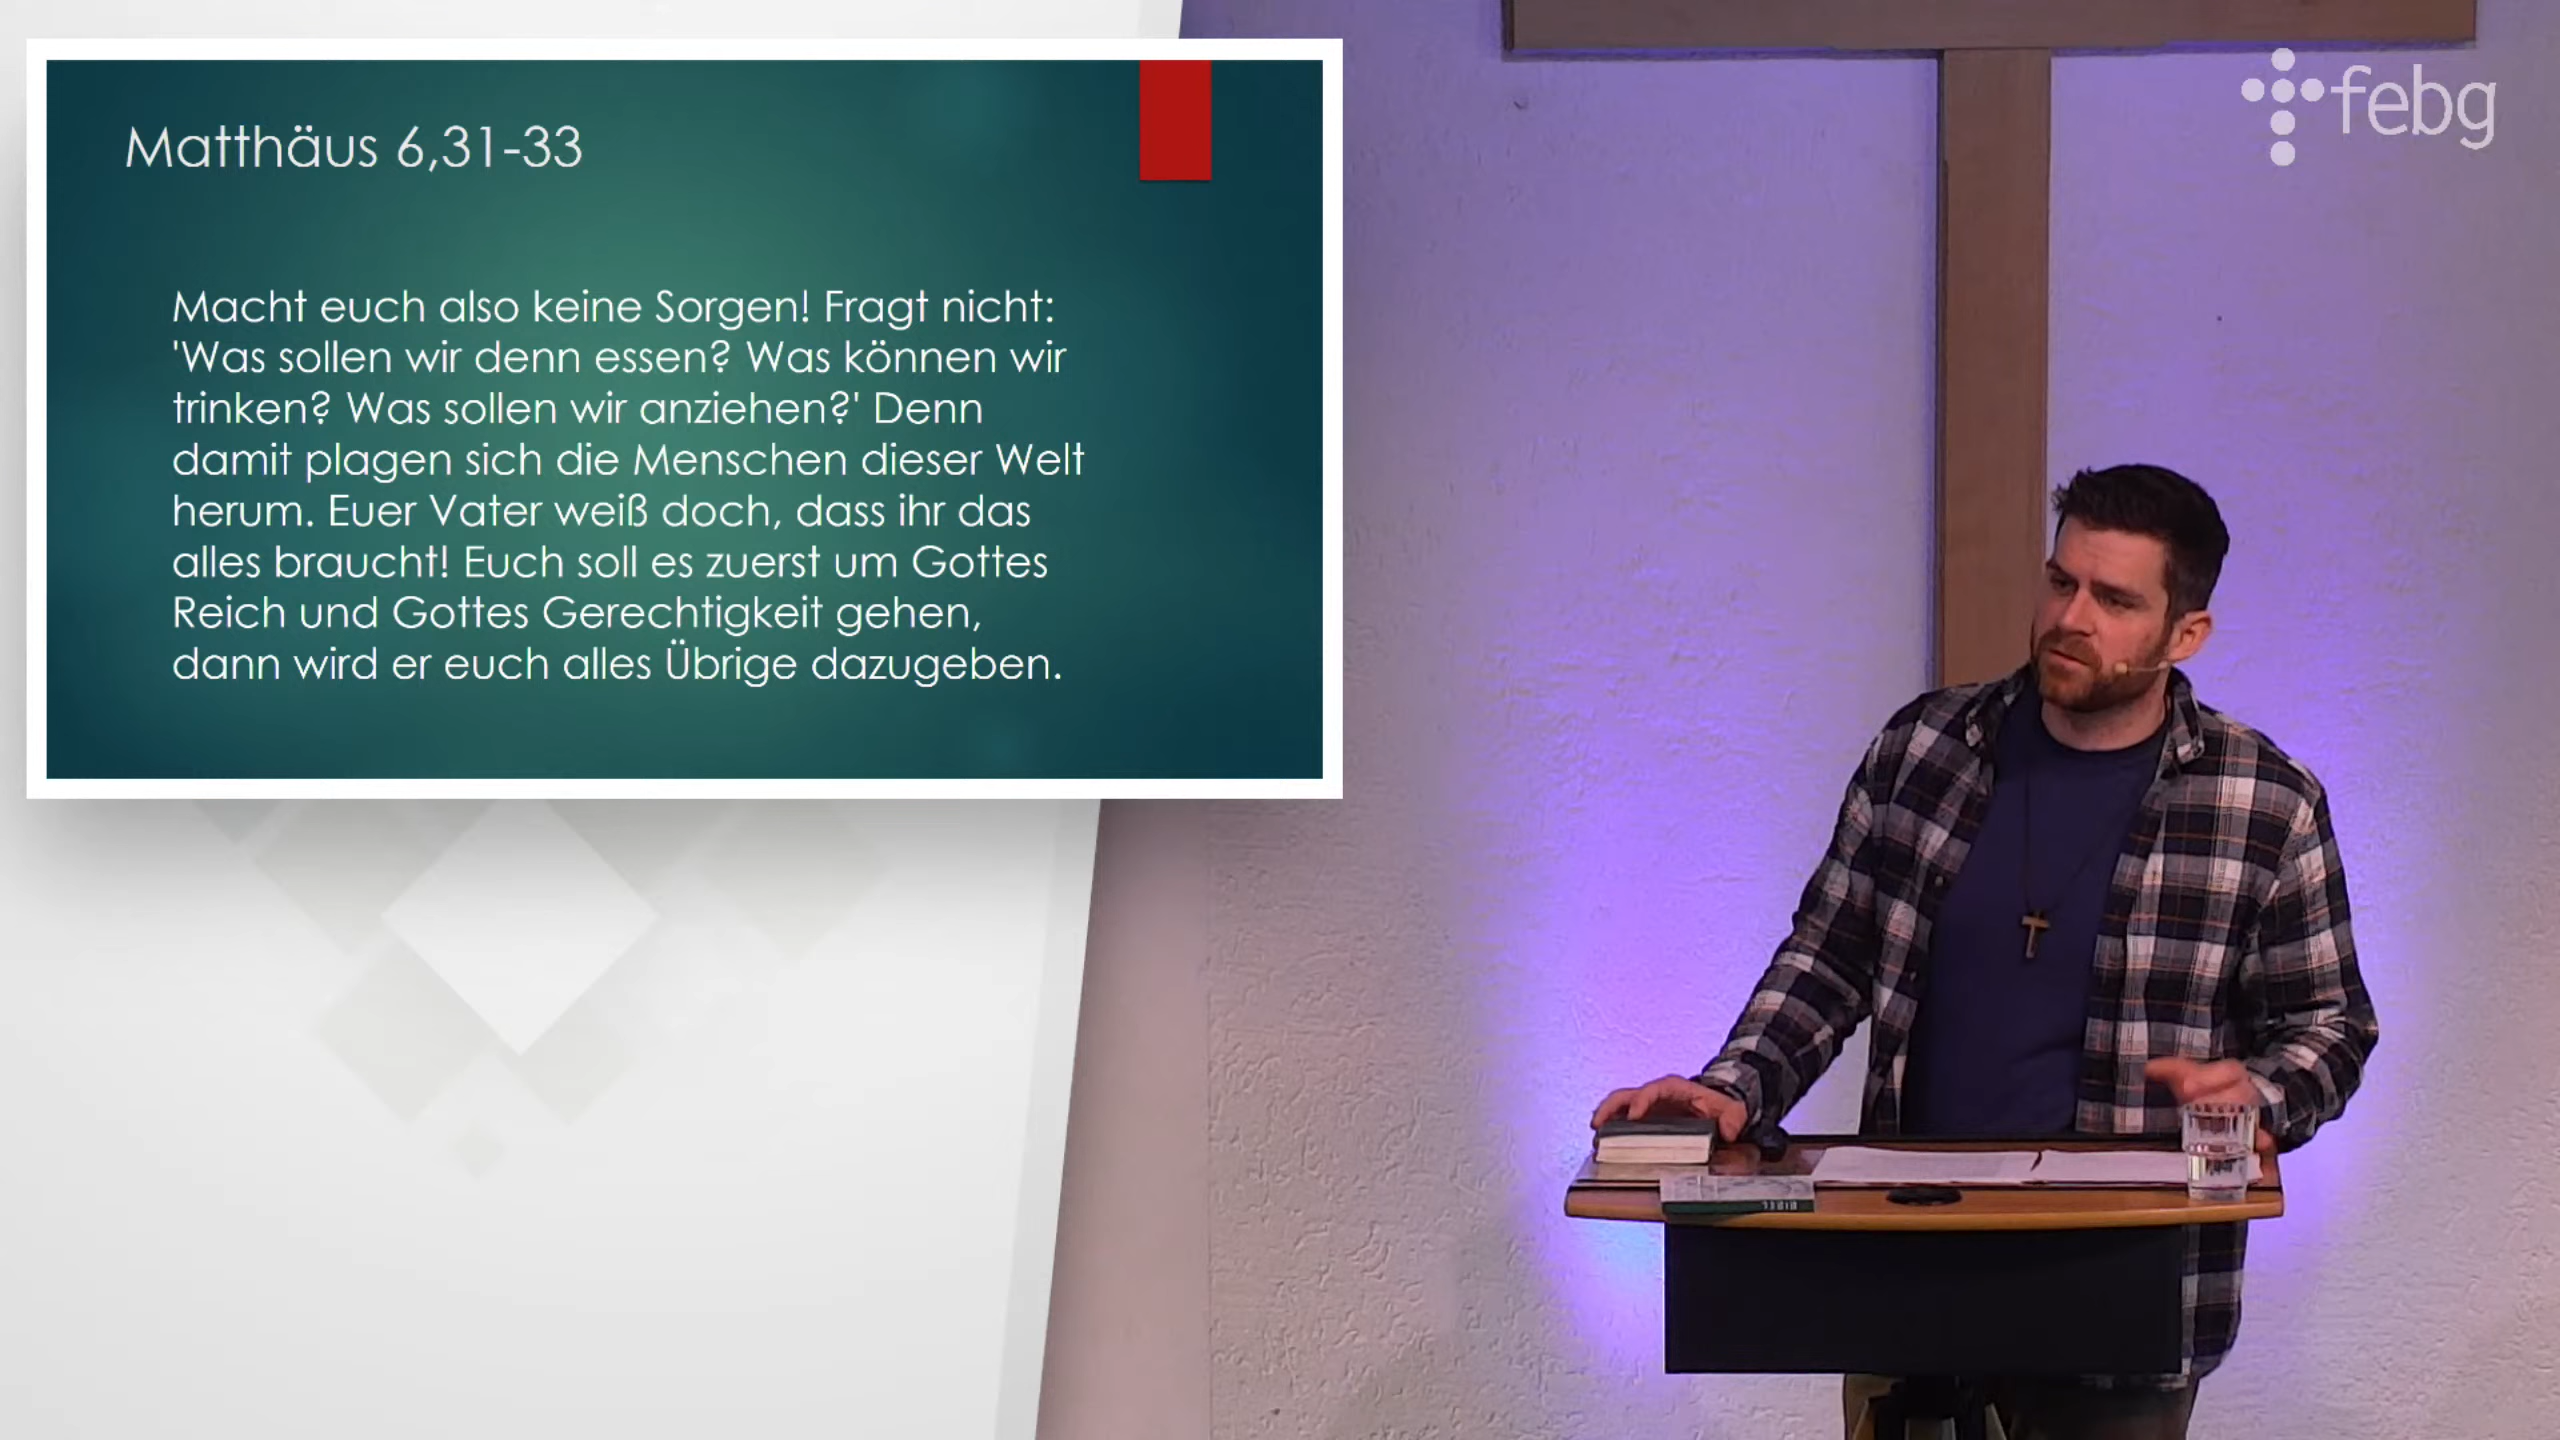 Matthäus 6,31-33
Macht euch also keine Sorgen! Fragt nicht:
'Was sollen wir denn essen? Was können wir
trinken? Was sollen wir anziehen?' Denn
damit plagen sich die Menschen dieser Welt
herum. Euer Vater weiß doch, dass ihr das
alles braucht! Euch soll es zuerst um Gottes
Reich und Gottes Gerechtigkeit gehen,
dann wird er euch alles Übrige dazugeben.
febg
BIBEL